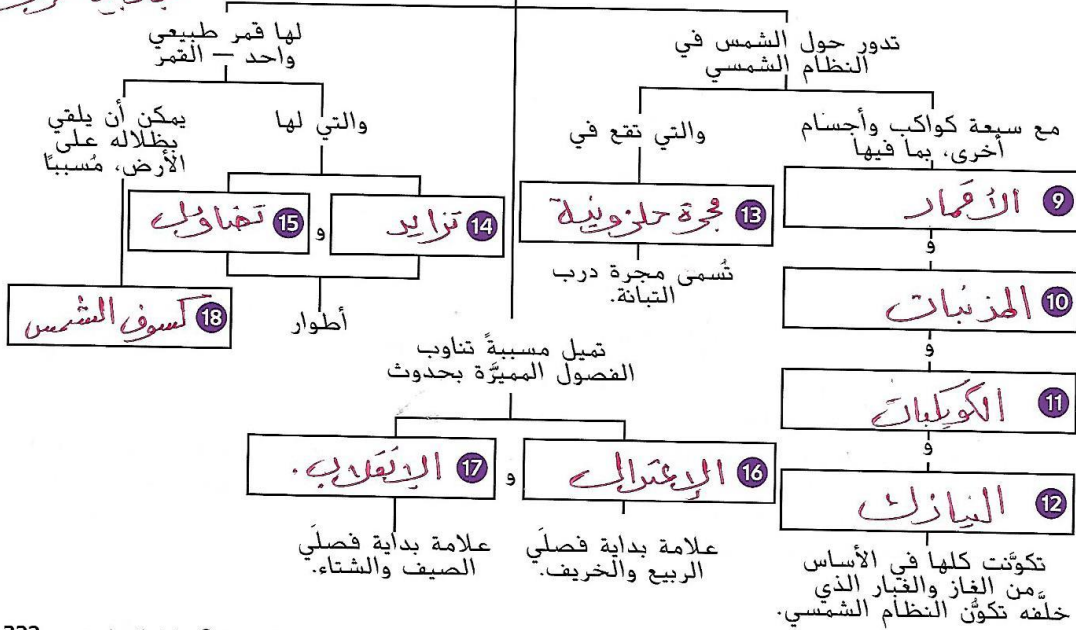 تدور حول الشمس في
النظام الشمسي
لها قمر طبيعي
واحد — القمر
مع سبعة كواكب وأجسام
أخرى، بما فيها
والتي تقع في
والتي لها
يمكن أن يلقي
بظلاله على
الأرض، مُسببًا
9 الأقمار
و
10 المذنبات
و
11 الكويكبات
و
12 النيازك
تكوَّنت كلها في الأساس
من الغاز والغبار الذي
خلَّفه تكوُّن النظام الشمسي.
13 مجرة حلزونية
تُسمى مجرة درب
التبانة.
14 تزايد و 15 تضاؤل
أطوار
18 كسوف الشمس
تميل مسببةً تناوب
الفصول المميَّزة بحدوث
16 الإعتدال و 17 الإنقلاب.
علامة بداية فصلَي
الربيع والخريف.
علامة بداية فصلَي
الصيف والشتاء.